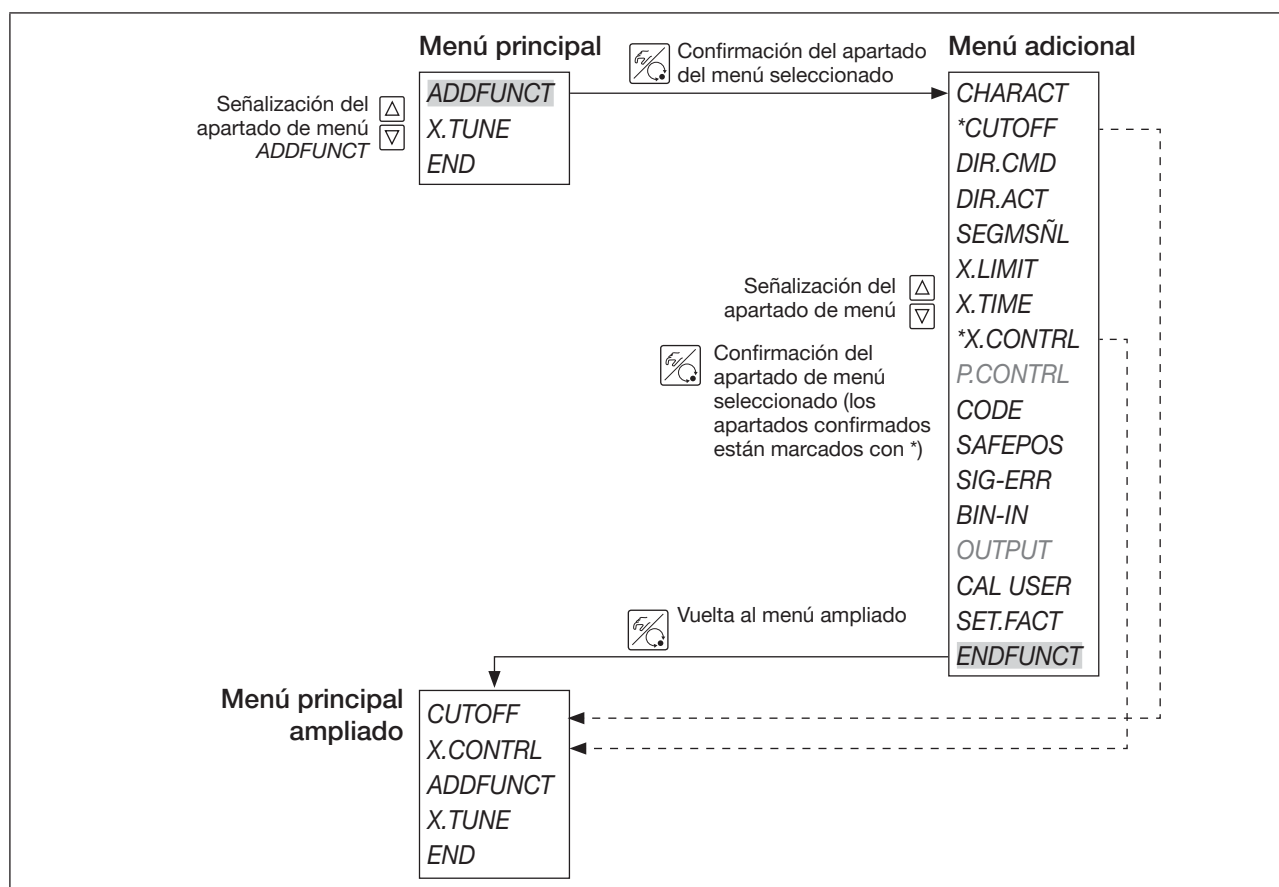 Menú principal
ADDFUNCT
X.TUNE
END
Señalización del
apartado de menú
ADDFUNCT
Confirmación del apartado
del menú seleccionado
Menú adicional
CHARACT
*CUTOFF
DIR.CMD
DIR.ACT
SEGMSÑL
X.LIMIT
X.TIME
*X.CONTRL
P.CONTRL
CODE
SAFEPOS
SIG-ERR
BIN-IN
OUTPUT
CAL USER
SET.FACT
ENDFUNCT
Señalización del
apartado de menú
Confirmación del
apartado de menú
seleccionado (los
apartados confirmados
están marcados con *)
Vuelta al menú ampliado
Menú principal
ampliado
CUTOFF
X.CONTRL
ADDFUNCT
X.TUNE
END